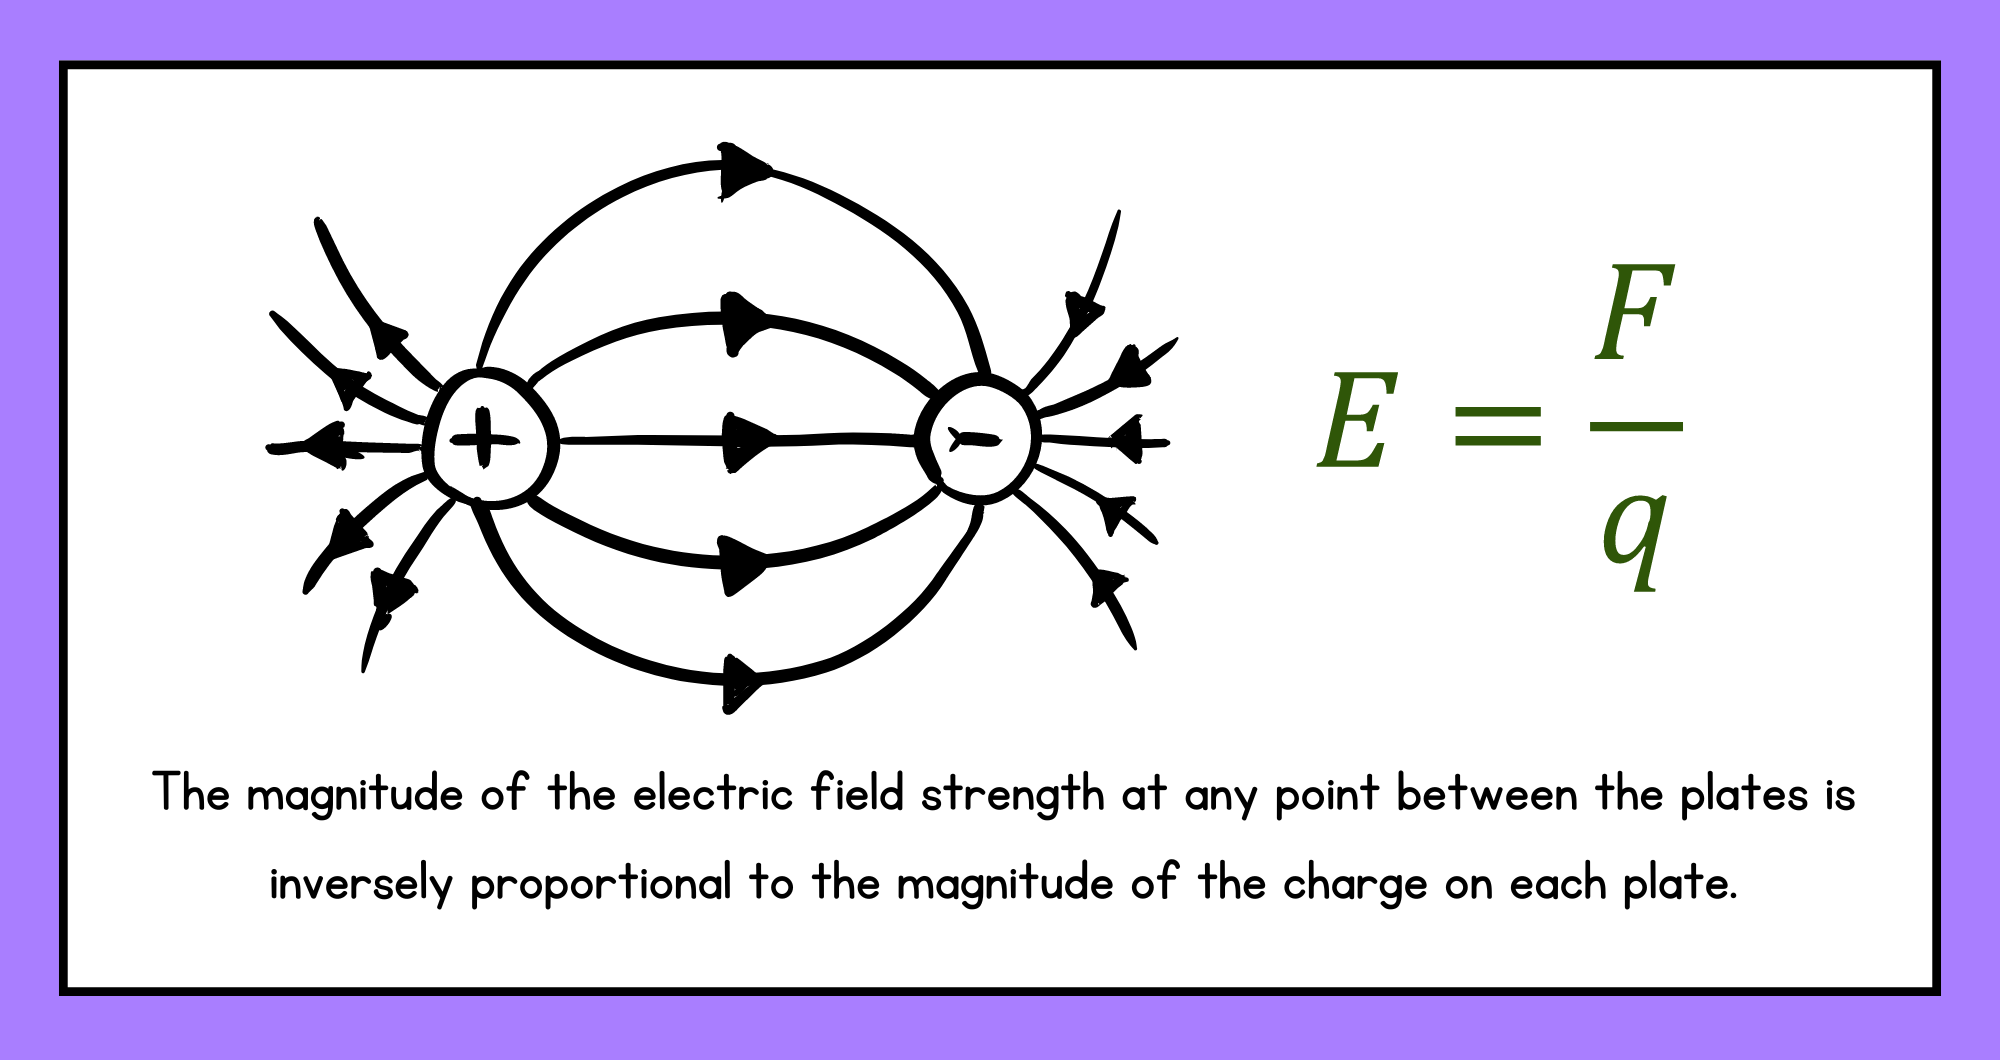 +
-
E = F/q
The magnitude of the electric field strength at any point between the plates is
inversely proportional to the magnitude of the charge on each plate.